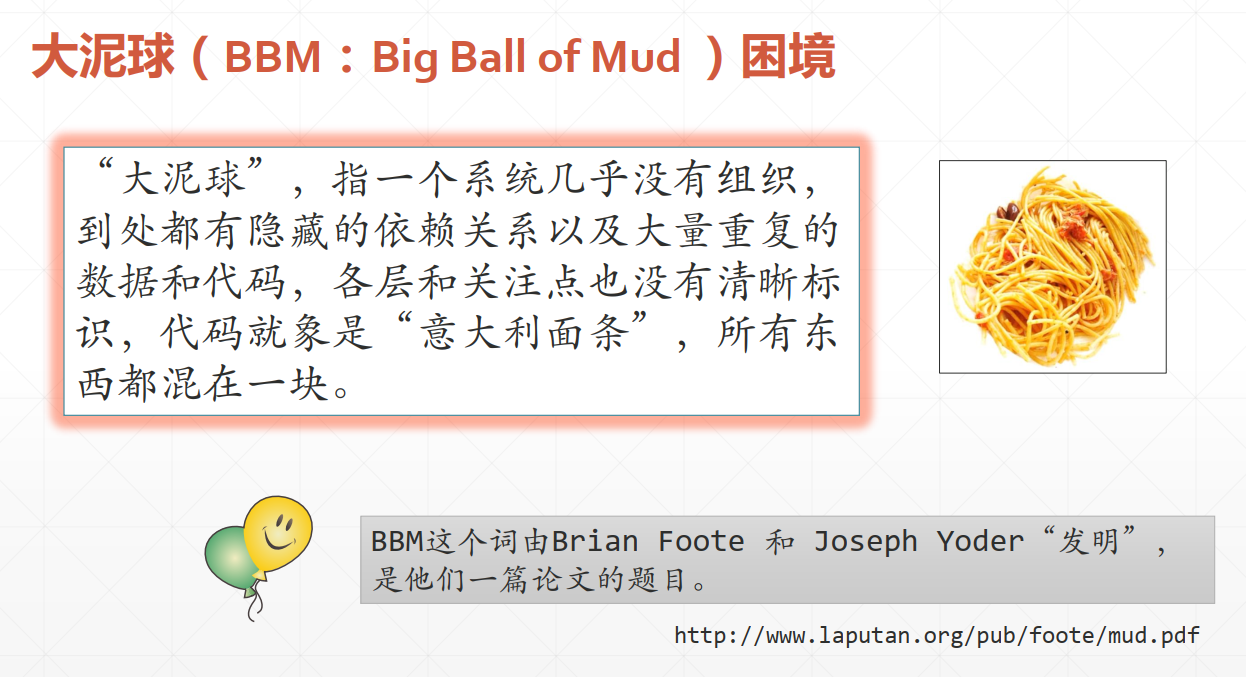 大泥球（BBM：Big Ball of Mud ）困境
“大泥球”，指一个系统几乎没有组织，
到处都有隐藏的依赖关系以及大量重复的
数据和代码，各层和关注点也没有清晰标
识，代码就象是“意大利面条”，所有东
西都混在一块。
BBM这个词由Brian Foote 和 Joseph Yoder“发明”，
是他们一篇论文的题目。
http://www.laputan.org/pub/foote/mud.pdf